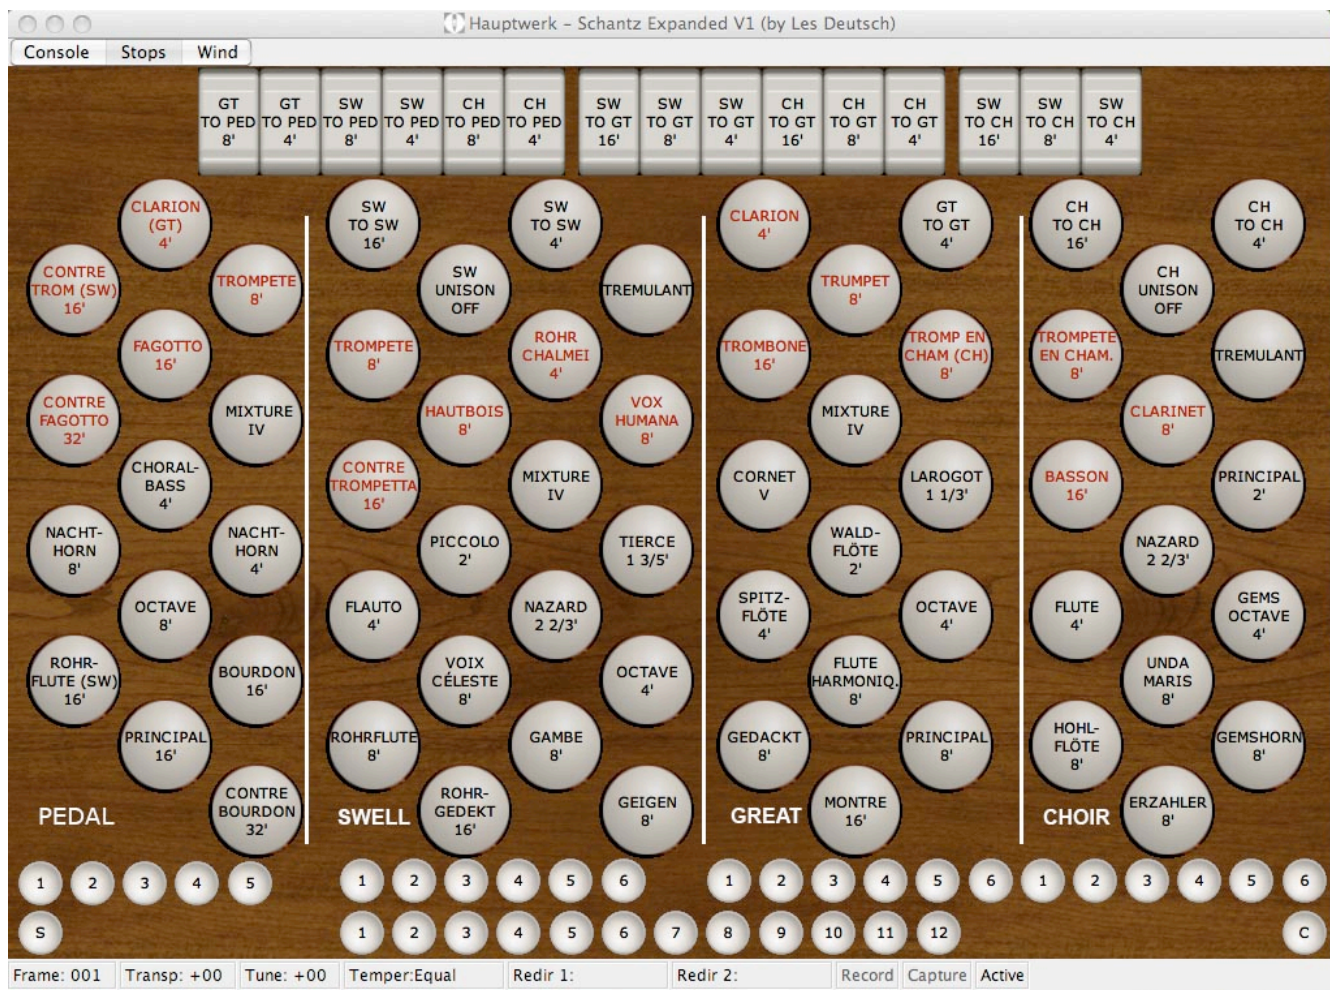 Hauptwerk - Schantz Expanded V1 (by Les Deutsch)
Console Stops Wind
GT TO PED 8'
GT TO PED 4'
SW TO PED 8'
SW TO PED 4'
CH TO PED 8'
CH TO PED 4'
SW TO GT 16'
SW TO GT 8'
SW TO GT 4'
CH TO GT 16'
CH TO GT 8'
CH TO GT 4'
SW TO CH 16'
SW TO CH 8'
SW TO CH 4'
CLARION
(GT)
4'
CONTRE
TROM (SW)
16'
TROMPETE
8'
FAGOTTO
16'
CONTRE
FAGOTTO
32'
MIXTURE
IV
CHORAL-
BASS
4'
NACHT-
HORN
8'
NACHT-
HORN
4'
OCTAVE
8'
ROHR-
FLUTE (SW)
16'
BOURDON
16'
PRINCIPAL
16'
CONTRE
BOURDON
32'
PEDAL
SW
TO SW
16'
SW
TO SW
4'
SW
UNISON
OFF
TREMULANT
TROMPETE
8'
ROHR
CHALMEI
4'
HAUTBOIS
8'
VOX
HUMANA
8'
CONTRE
TROMPETTA
16'
MIXTURE
IV
PICCOLO
2'
TIERCE
1 3/5'
FLAUTO
4'
NAZARD
2 2/3'
VOIX
CÉLESTE
8'
OCTAVE
4'
ROHRFLUTE
8'
GAMBE
8'
ROHR-
GEDEKT
16'
GEIGEN
8'
SWELL
CLARION
4'
GT
TO GT
4'
TRUMPET
8'
TROMBONE
16'
TROMP EN
CHAM (CH)
8'
MIXTURE
IV
CORNET
V
LAROGOT
1 1/3'
WALD-
FLÖTE
2'
SPITZ-
FLÖTE
4'
OCTAVE
4'
FLUTE
HARMONIQ.
8'
GEDACKT
8'
PRINCIPAL
8'
MONTRE
16'
GREAT
CH
TO CH
16'
CH
TO CH
4'
CH
UNISON
OFF
TROMPETE
EN CHAM.
8'
TREMULANT
CLARINET
8'
BASSON
16'
PRINCIPAL
2'
NAZARD
2 2/3'
FLUTE
4'
GEMS
OCTAVE
4'
UNDA
MARIS
8'
HOHL-
FLÖTE
8'
GEMSHORN
8'
ERZAHLER
8'
CHOIR
1 2 3 4 5 1 2 3 4 5 6 1 2 3 4 5 6 1 2 3 4 5 6
S 1 2 3 4 5 6 7 8 9 10 11 12 C
Frame: 001 Transp: +00 Tune: +00 Temper:Equal Redir 1: Redir 2: Record Capture Active